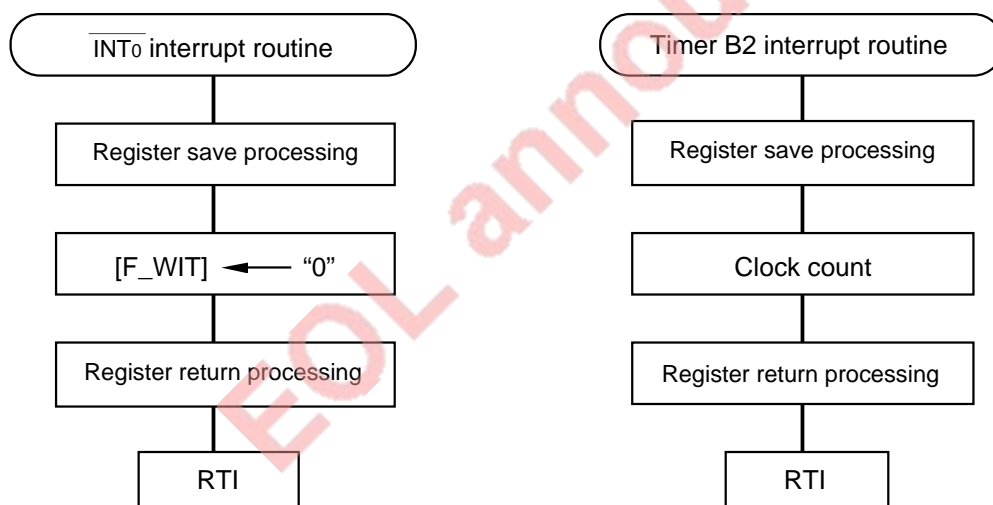 INT0 interrupt routine
Register save processing
[F_WIT] ← “0”
Register return processing
RTI
Timer B2 interrupt routine
Register save processing
Clock count
Register return processing
RTI
EOL annou